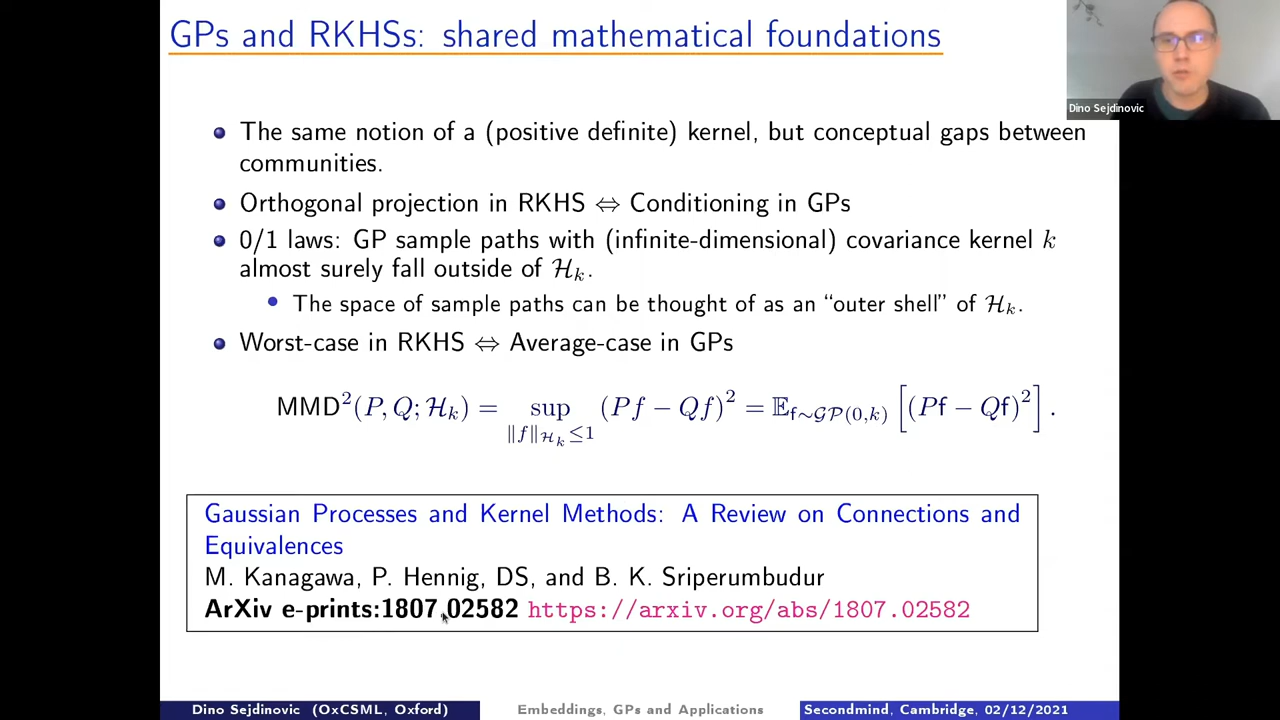 GPs and RKHSs: shared mathematical foundations
Dino Sejdinovic
The same notion of a (positive definite) kernel, but conceptual gaps between
communities.
Orthogonal projection in RKHS ⇔ Conditioning in GPs
0/1 laws: GP sample paths with (infinite-dimensional) covariance kernel k
almost surely fall outside of ℋₖ.
The space of sample paths can be thought of as an “outer shell” of ℋₖ.
Worst-case in RKHS ⇔ Average-case in GPs
MMD²(P, Q; ℋₖ) = sup_{‖f‖_{ℋₖ}≤1} (Pf − Qf)² = 𝔼_{f∼𝒢𝒫(0,k)} [(Pf − Qf)²].
Gaussian Processes and Kernel Methods: A Review on Connections and
Equivalences
M. Kanagawa, P. Hennig, DS, and B. K. Sriperumbudur
ArXiv e-prints:1807.02582 https://arxiv.org/abs/1807.02582
Dino Sejdinovic (OxCSML, Oxford) Embeddings, GPs and Applications Secondmind, Cambridge, 02/12/2021